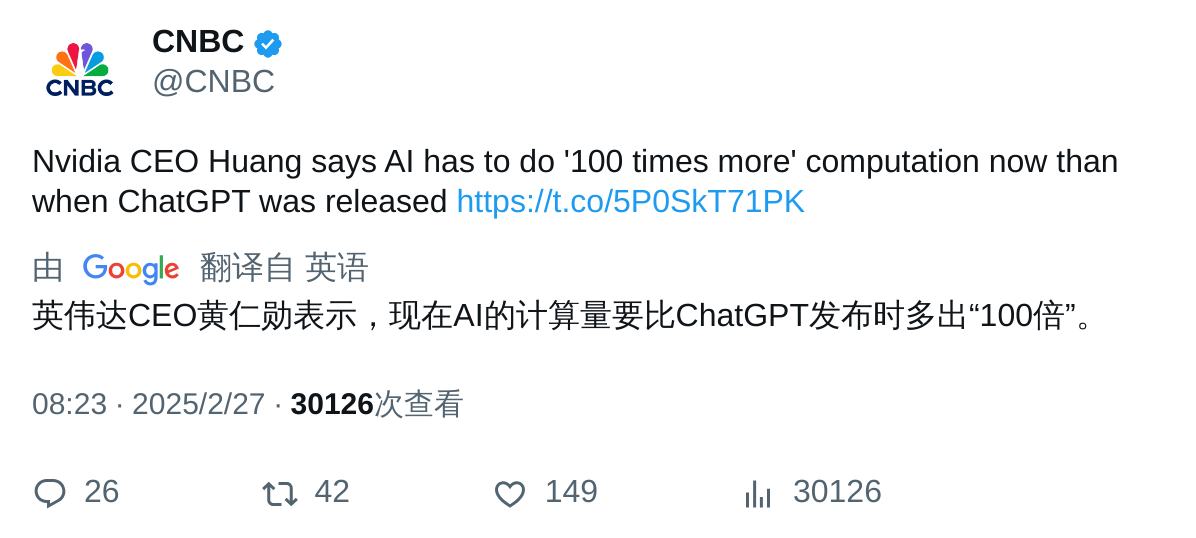 CNBC
CNBC
@CNBC
Nvidia CEO Huang says AI has to do '100 times more' computation now than
when ChatGPT was released https://t.co/5P0SkT71PK
由 Google 翻译自 英语
英伟达CEO黄仁勋表示，现在AI的计算量要比ChatGPT发布时多出“100倍”。
08:23 · 2025/2/27 · 30126次查看
26 42 149 30126